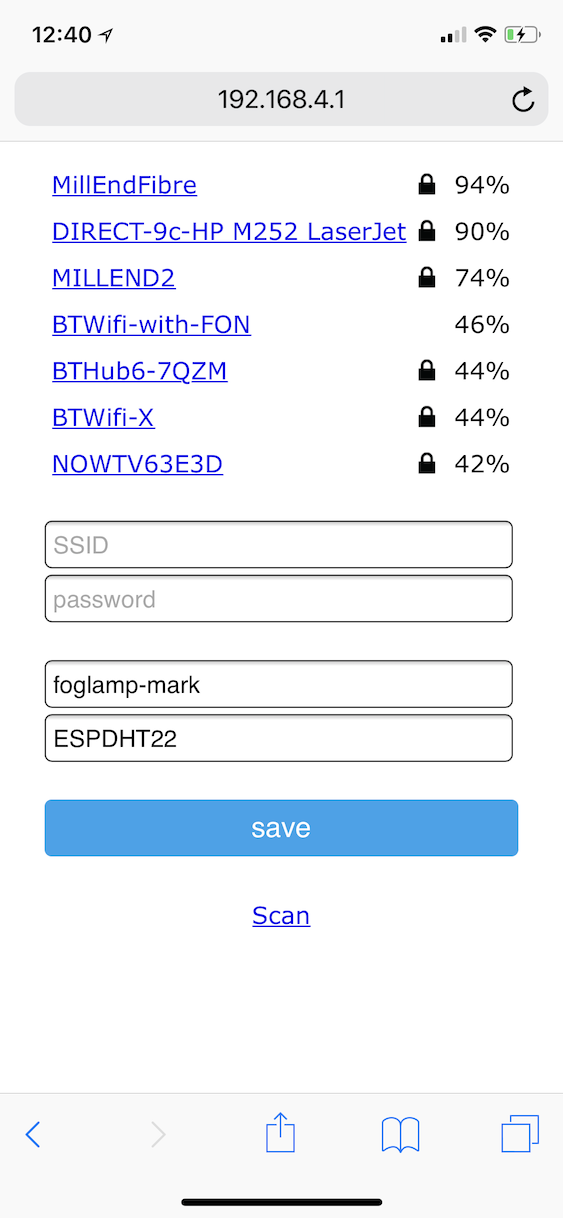 12:40
192.168.4.1
MillEndFibre 94%
DIRECT-9c-HP M252 LaserJet 90%
MILLEND2 74%
BTWifi-with-FON 46%
BTHub6-7QZM 44%
BTWifi-X 44%
NOWTV63E3D 42%
SSID
password
foglamp-mark
ESPDHT22
save
Scan